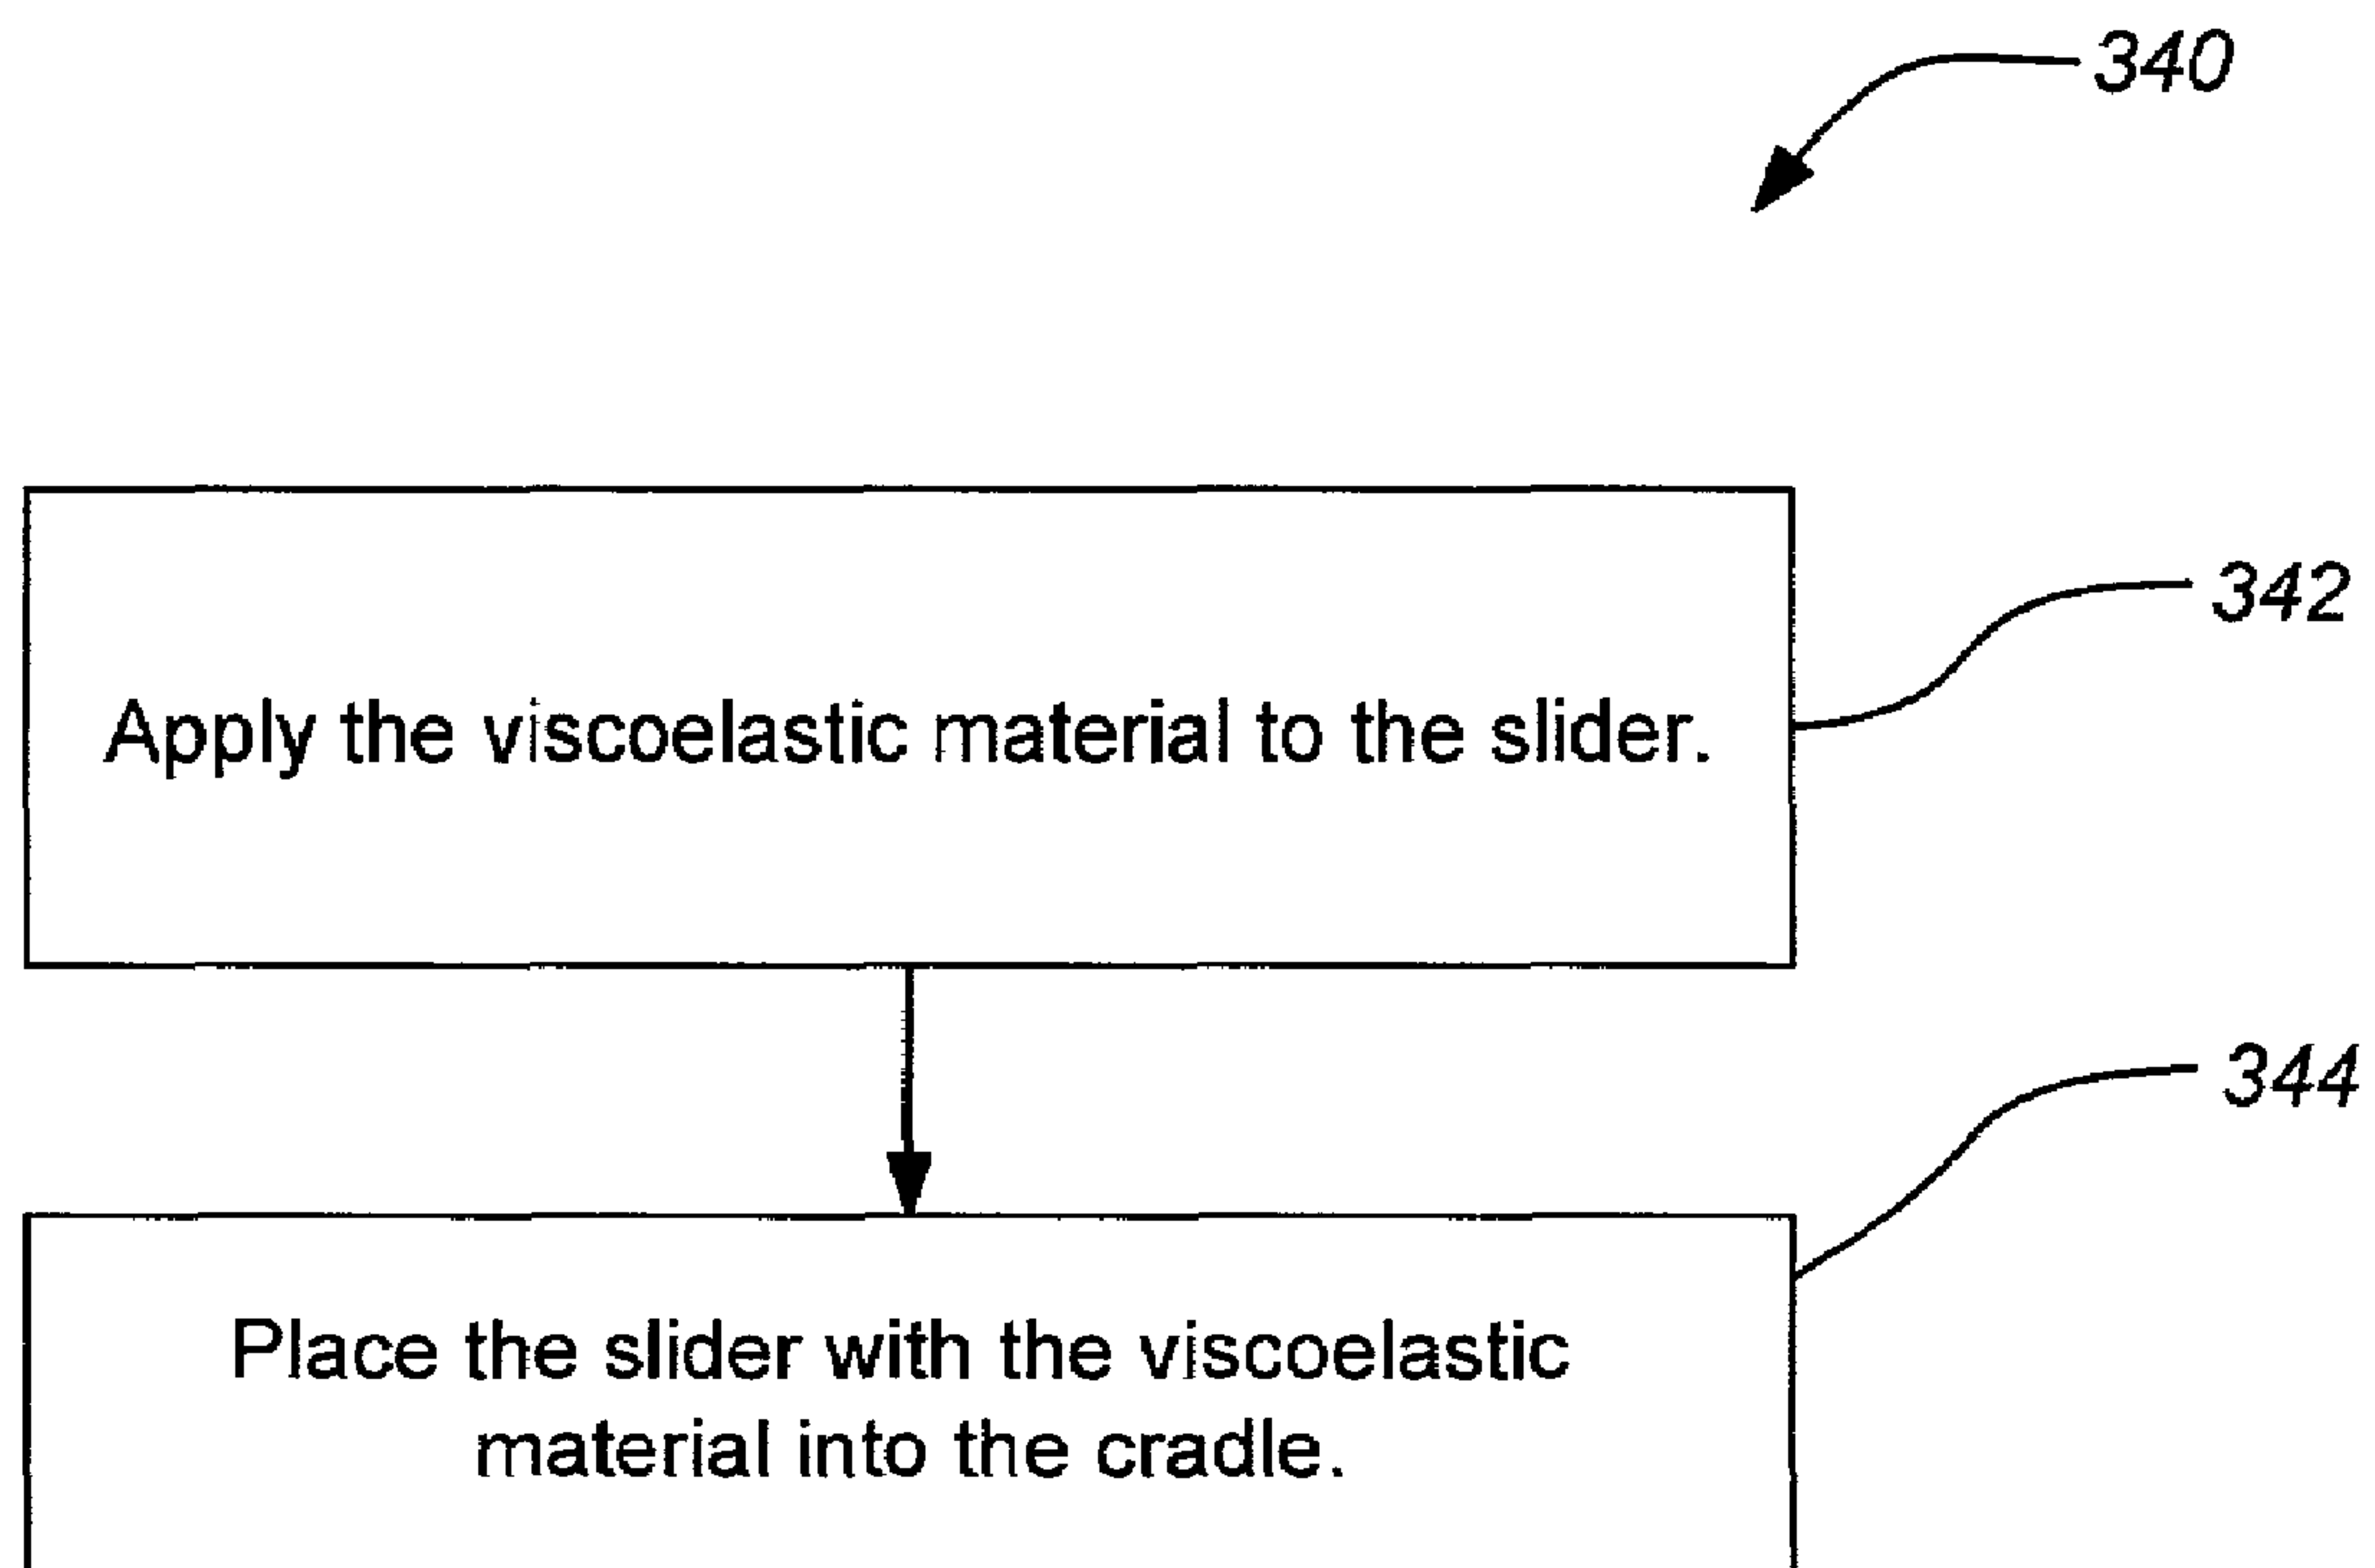 340
342
Apply the viscoelastic material to the slider.
344
Place the slider with the viscoelastic
material into the cradle.